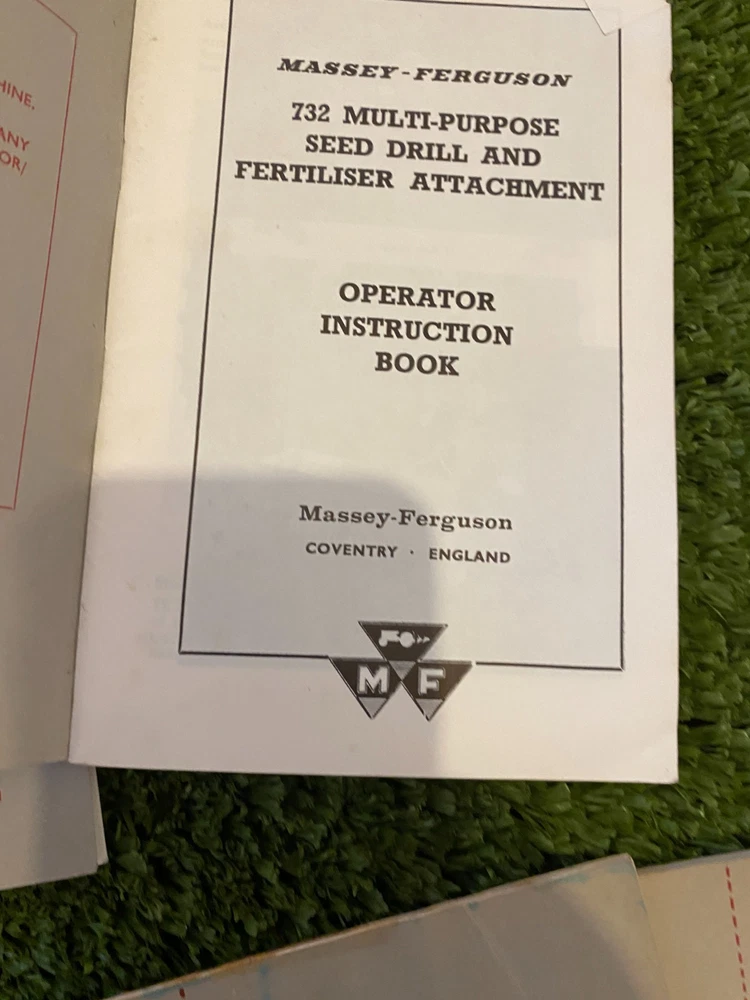 HINE.
ANY
OR/
MASSEY-FERGUSON
732 MULTI-PURPOSE
SEED DRILL AND
FERTILISER ATTACHMENT
OPERATOR
INSTRUCTION
BOOK
Massey-Ferguson
COVENTRY · ENGLAND
M F